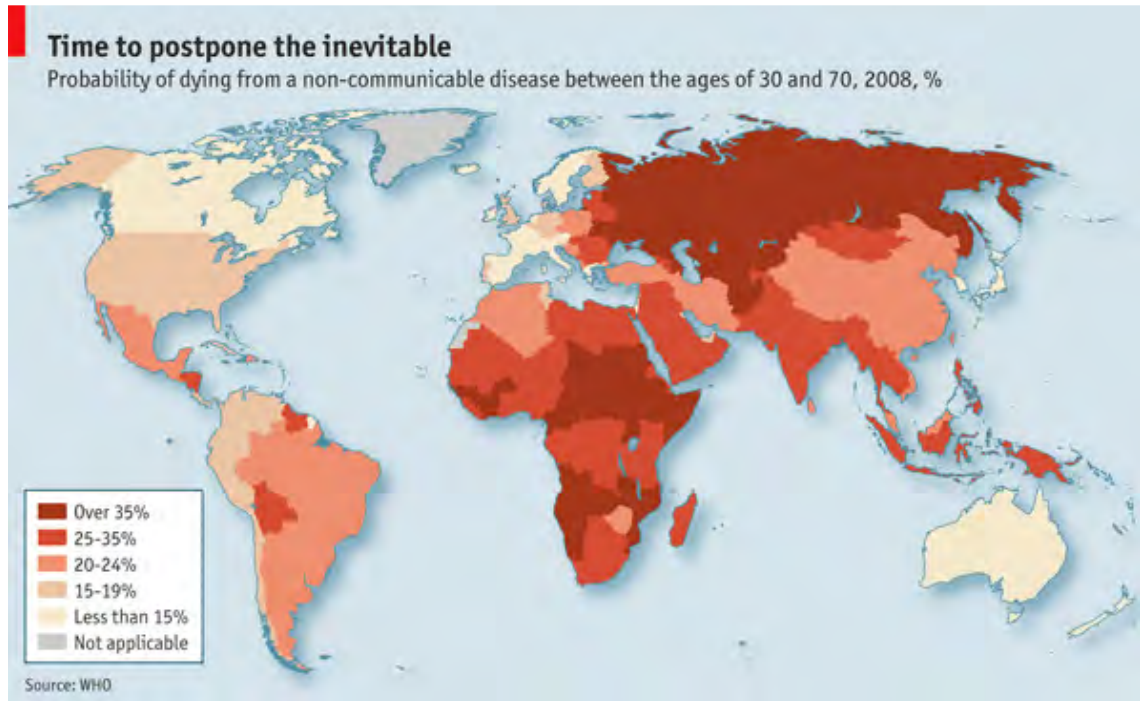 Time to postpone the inevitable
Probability of dying from a non-communicable disease between the ages of 30 and 70, 2008, %
Over 35%
25-35%
20-24%
15-19%
Less than 15%
Not applicable
Source: WHO